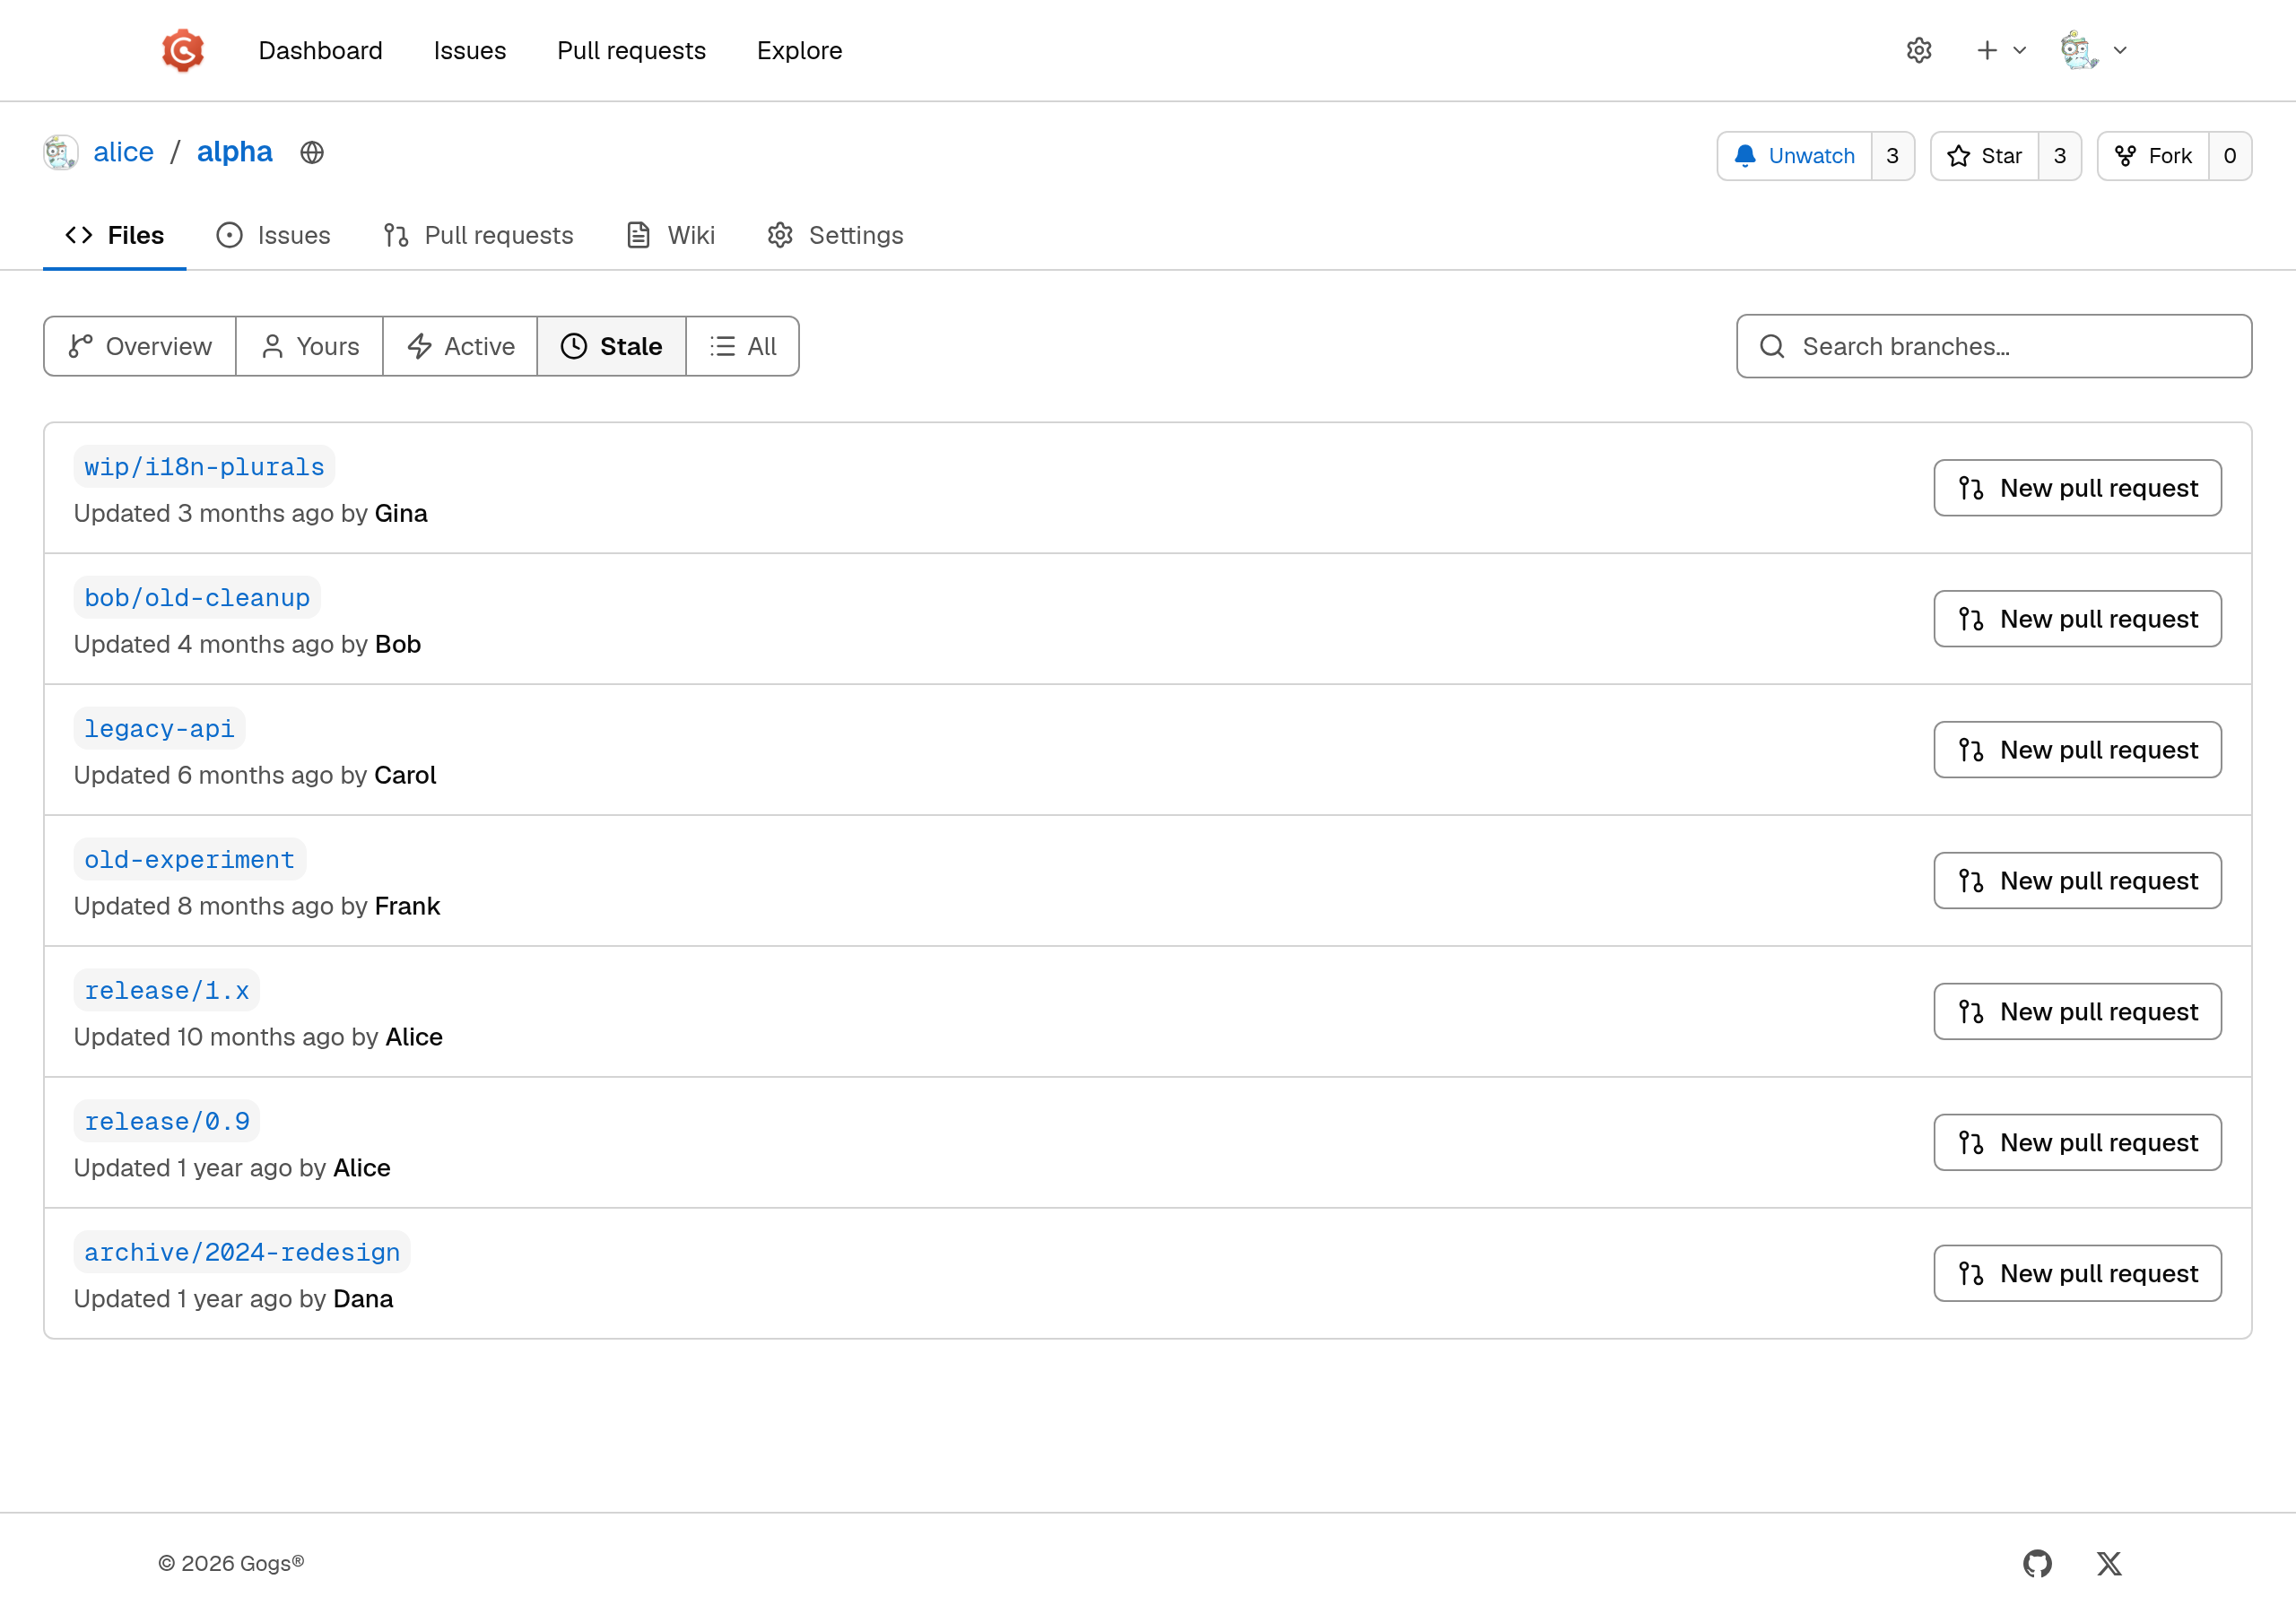 Dashboard Issues Pull requests Explore
alice / alpha
Unwatch 3 Star 3 Fork 0
Files Issues Pull requests Wiki Settings
Overview Yours Active Stale All
Search branches...
wip/i18n-plurals
Updated 3 months ago by Gina
New pull request
bob/old-cleanup
Updated 4 months ago by Bob
New pull request
legacy-api
Updated 6 months ago by Carol
New pull request
old-experiment
Updated 8 months ago by Frank
New pull request
release/1.x
Updated 10 months ago by Alice
New pull request
release/0.9
Updated 1 year ago by Alice
New pull request
archive/2024-redesign
Updated 1 year ago by Dana
New pull request
© 2026 Gogs®